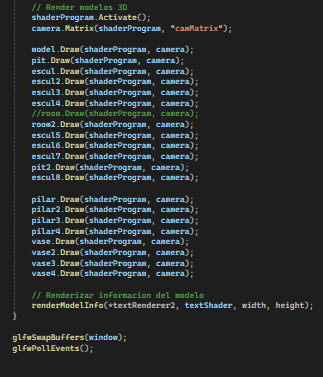 // Render modelos 3D
shaderProgram.Activate();
camera.Matrix(shaderProgram, "camMatrix");
model.Draw(shaderProgram, camera);
pit.Draw(shaderProgram, camera);
escul.Draw(shaderProgram, camera);
escul2.Draw(shaderProgram, camera);
escul3.Draw(shaderProgram, camera);
escul4.Draw(shaderProgram, camera);
//room.Draw(shaderProgram, camera);
room2.Draw(shaderProgram, camera);
escul5.Draw(shaderProgram, camera);
escul6.Draw(shaderProgram, camera);
escul7.Draw(shaderProgram, camera);
pit2.Draw(shaderProgram, camera);
escul8.Draw(shaderProgram, camera);
pilar.Draw(shaderProgram, camera);
pilar2.Draw(shaderProgram, camera);
pilar3.Draw(shaderProgram, camera);
pilar4.Draw(shaderProgram, camera);
vase.Draw(shaderProgram, camera);
vase2.Draw(shaderProgram, camera);
vase3.Draw(shaderProgram, camera);
vase4.Draw(shaderProgram, camera);
// Renderizar informacion del modelo
renderModelInfo(*textRenderer2, textShader, width, height);
}
glfwSwapBuffers(window);
glfwPollEvents();